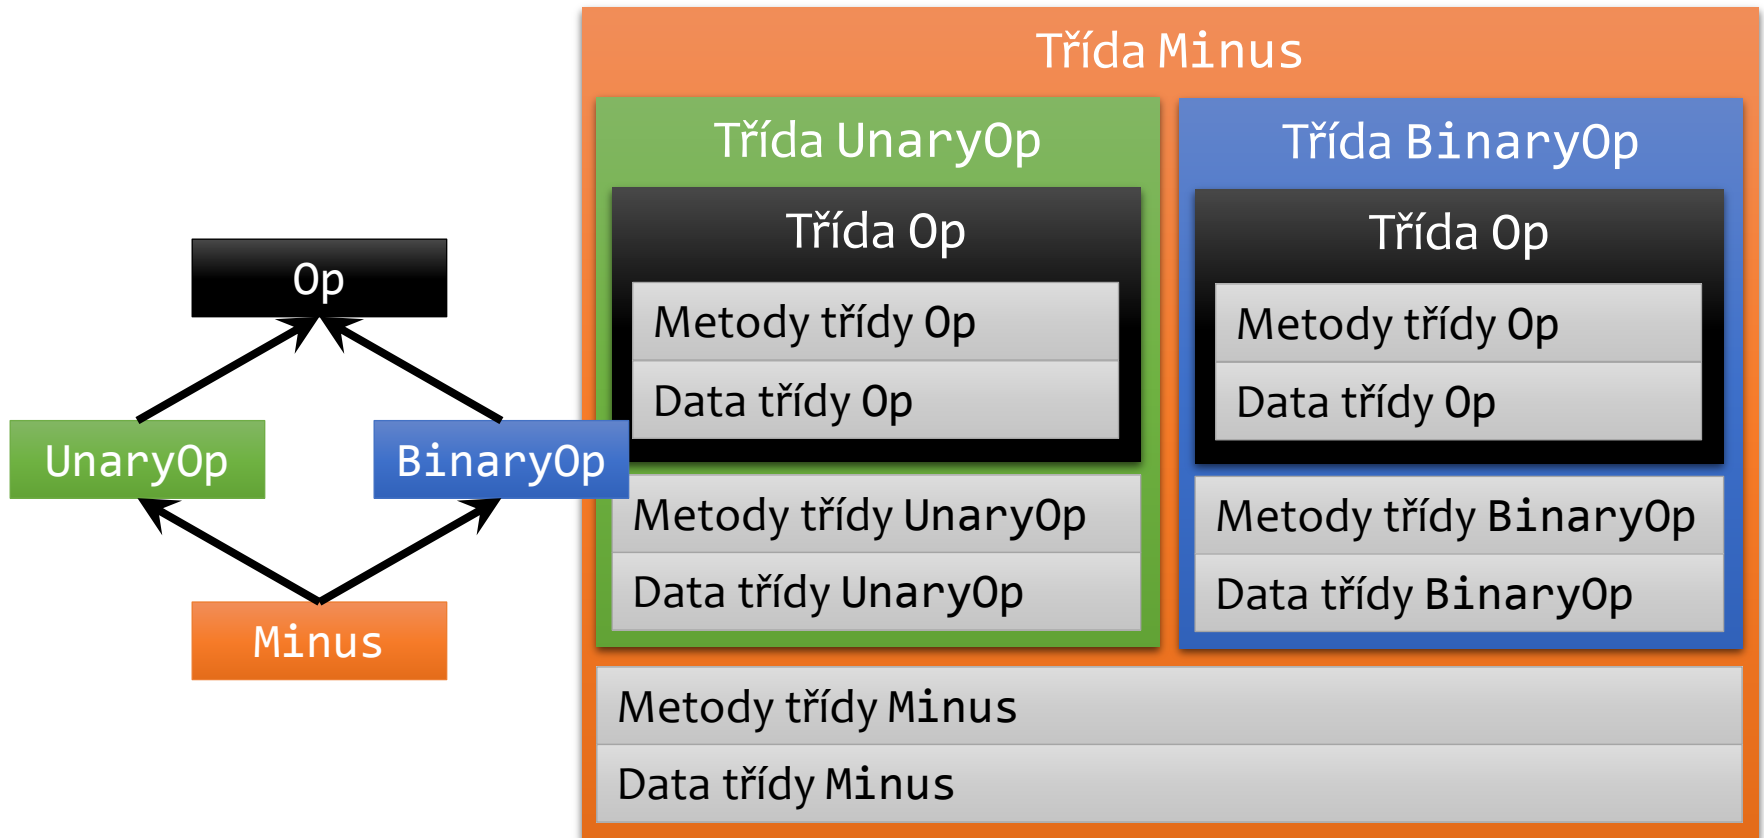 Op
UnaryOp
BinaryOp
Minus
Třída Minus
Třída UnaryOp
Třída Op
Metody třídy Op
Data třídy Op
Metody třídy UnaryOp
Data třídy UnaryOp
Třída BinaryOp
Třída Op
Metody třídy Op
Data třídy Op
Metody třídy BinaryOp
Data třídy BinaryOp
Metody třídy Minus
Data třídy Minus